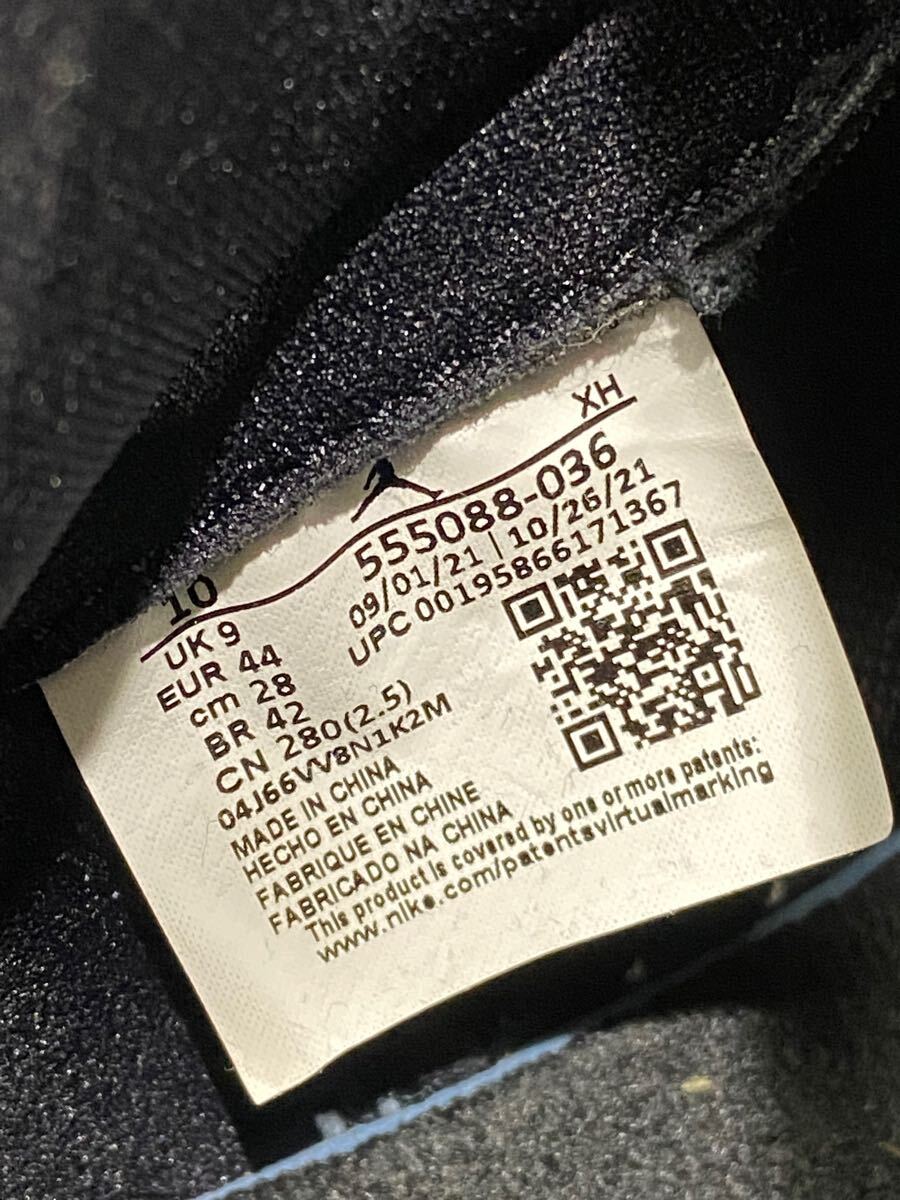 XH
10
555088-036
09/01/21 | 10/26/21
UPC 00195866171367
UK 9
EUR 44
cm 28
BR 42
CN 280(2.5)
04J66VV8N1K2M
MADE IN CHINA
HECHO EN CHINA
FABRIQUE EN CHINE
FABRICADO NA CHINA
This product is covered by one or more patents:
www.nike.com/patentsvirtualmarking